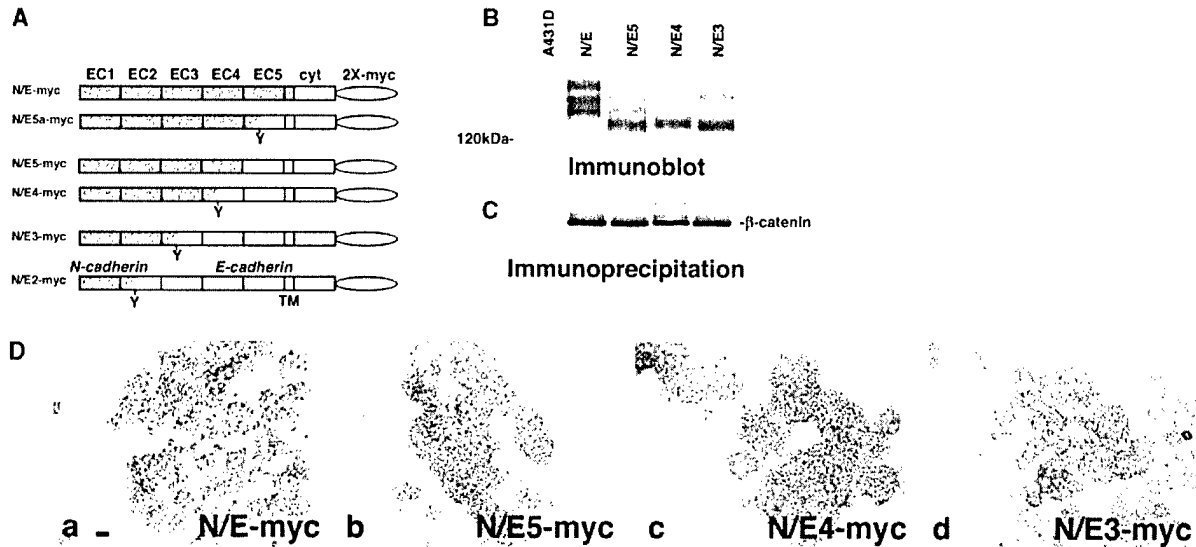 A
EC1 EC2 EC3 EC4 EC5 cyt 2X-myc
N/E-myc
N/E5a-myc
Y
N/E5-myc
N/E4-myc
Y
N/E3-myc
Y
N-cadherin E-cadherin
N/E2-myc
Y TM
B
A431D N/E N/E5 N/E4 N/E3
120kDa-
Immunoblot
C
-β-catenin
Immunoprecipitation
D
a N/E-myc b N/E5-myc c N/E4-myc d N/E3-myc